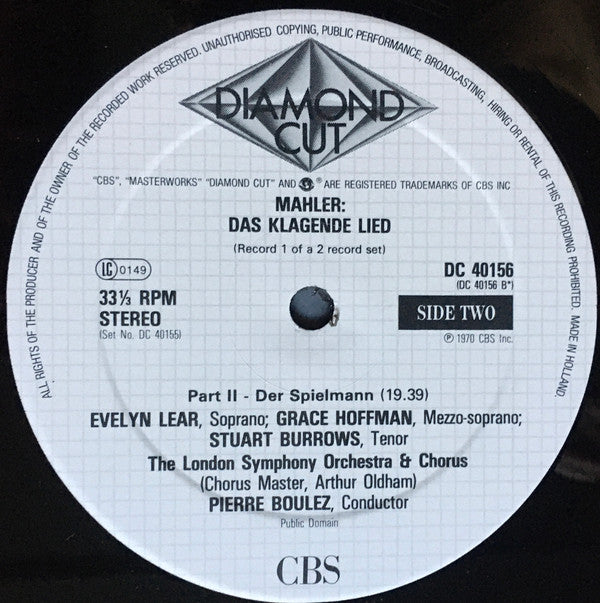 ALL RIGHTS OF THE PRODUCER AND OF THE OWNER OF THE RECORDED WORK RESERVED. UNAUTHORISED COPYING, PUBLIC PERFORMANCE, BROADCASTING, HIRING OR RENTAL OF THIS RECORDING PROHIBITED. MADE IN HOLLAND.
DIAMOND
CUT
"CBS", "MASTERWORKS" "DIAMOND CUT" AND ® ARE REGISTERED TRADEMARKS OF CBS INC
MAHLER:
DAS KLAGENDE LIED
(Record 1 of a 2 record set)
LC 0149
33⅓ RPM
STEREO
(Set No. DC 40155)
DC 40156
(DC 40156 B*)
SIDE TWO
℗ 1970 CBS Inc.
Part II - Der Spielmann (19.39)
EVELYN LEAR, Soprano; GRACE HOFFMAN, Mezzo-soprano;
STUART BURROWS, Tenor
The London Symphony Orchestra & Chorus
(Chorus Master, Arthur Oldham)
PIERRE BOULEZ, Conductor
Public Domain
CBS